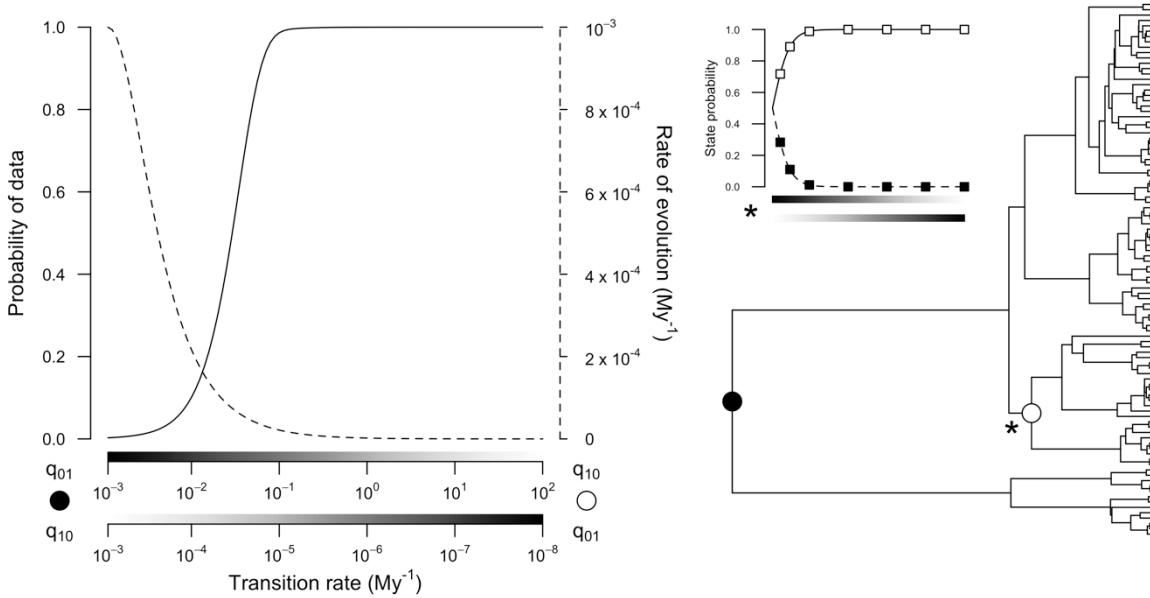 Probability of data
1.0
0.8
0.6
0.4
0.2
0.0
10⁻³
8 x 10⁻⁴
6 x 10⁻⁴
4 x 10⁻⁴
2 x 10⁻⁴
0
Rate of evolution (My⁻¹)
q₀₁
10⁻³ 10⁻² 10⁻¹ 10⁰ 10¹ 10²
q₁₀
q₁₀
10⁻³ 10⁻⁴ 10⁻⁵ 10⁻⁶ 10⁻⁷ 10⁻⁸
q₀₁
Transition rate (My⁻¹)
State probability
1.0
0.8
0.6
0.4
0.2
0.0
*
*